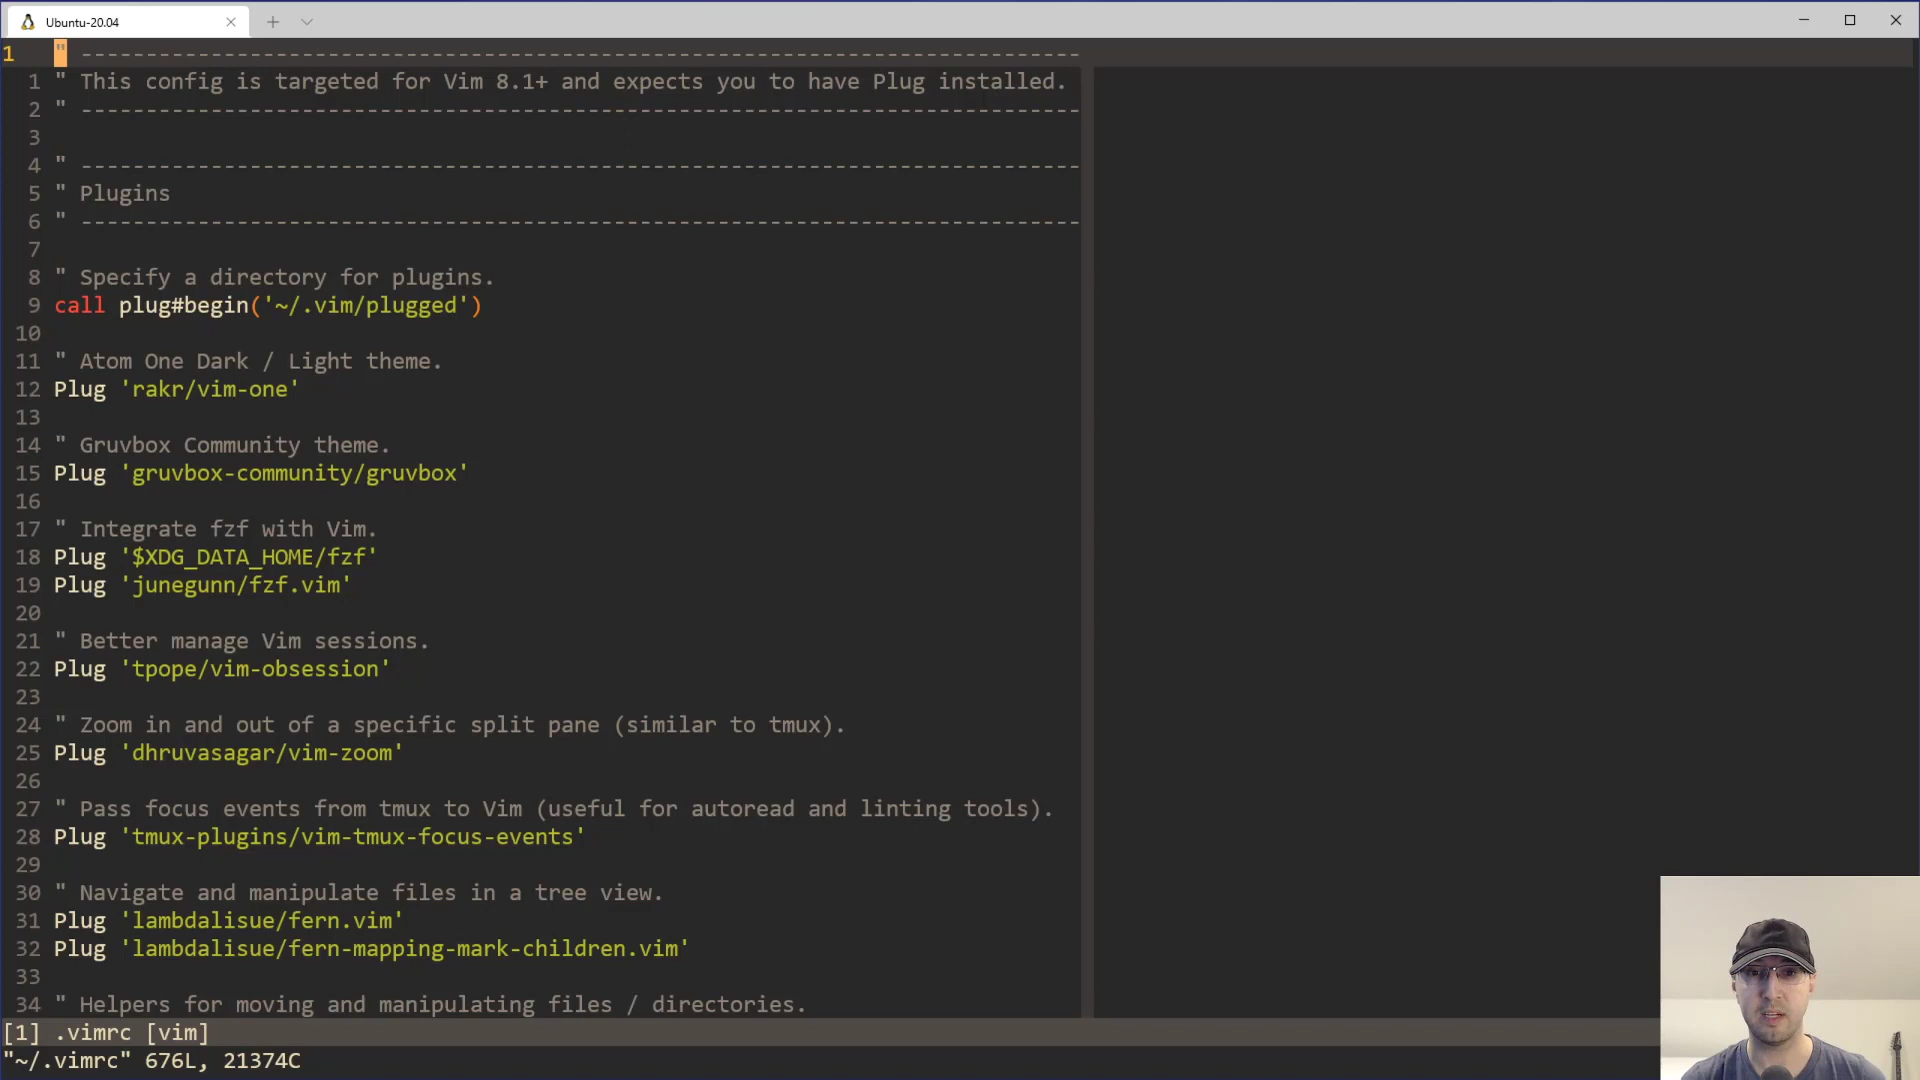 Ubuntu-20.04
1 " -----------------------------------------------------------------------------
1 " This config is targeted for Vim 8.1+ and expects you to have Plug installed.
2 " -----------------------------------------------------------------------------
3
4 " -----------------------------------------------------------------------------
5 " Plugins
6 " -----------------------------------------------------------------------------
7
8 " Specify a directory for plugins.
9 call plug#begin('~/.vim/plugged')
10
11 " Atom One Dark / Light theme.
12 Plug 'rakr/vim-one'
13
14 " Gruvbox Community theme.
15 Plug 'gruvbox-community/gruvbox'
16
17 " Integrate fzf with Vim.
18 Plug '$XDG_DATA_HOME/fzf'
19 Plug 'junegunn/fzf.vim'
20
21 " Better manage Vim sessions.
22 Plug 'tpope/vim-obsession'
23
24 " Zoom in and out of a specific split pane (similar to tmux).
25 Plug 'dhruvasagar/vim-zoom'
26
27 " Pass focus events from tmux to Vim (useful for autoread and linting tools).
28 Plug 'tmux-plugins/vim-tmux-focus-events'
29
30 " Navigate and manipulate files in a tree view.
31 Plug 'lambdalisue/fern.vim'
32 Plug 'lambdalisue/fern-mapping-mark-children.vim'
33
34 " Helpers for moving and manipulating files / directories.
[1] .vimrc [vim]
"~/.vimrc" 676L, 21374C